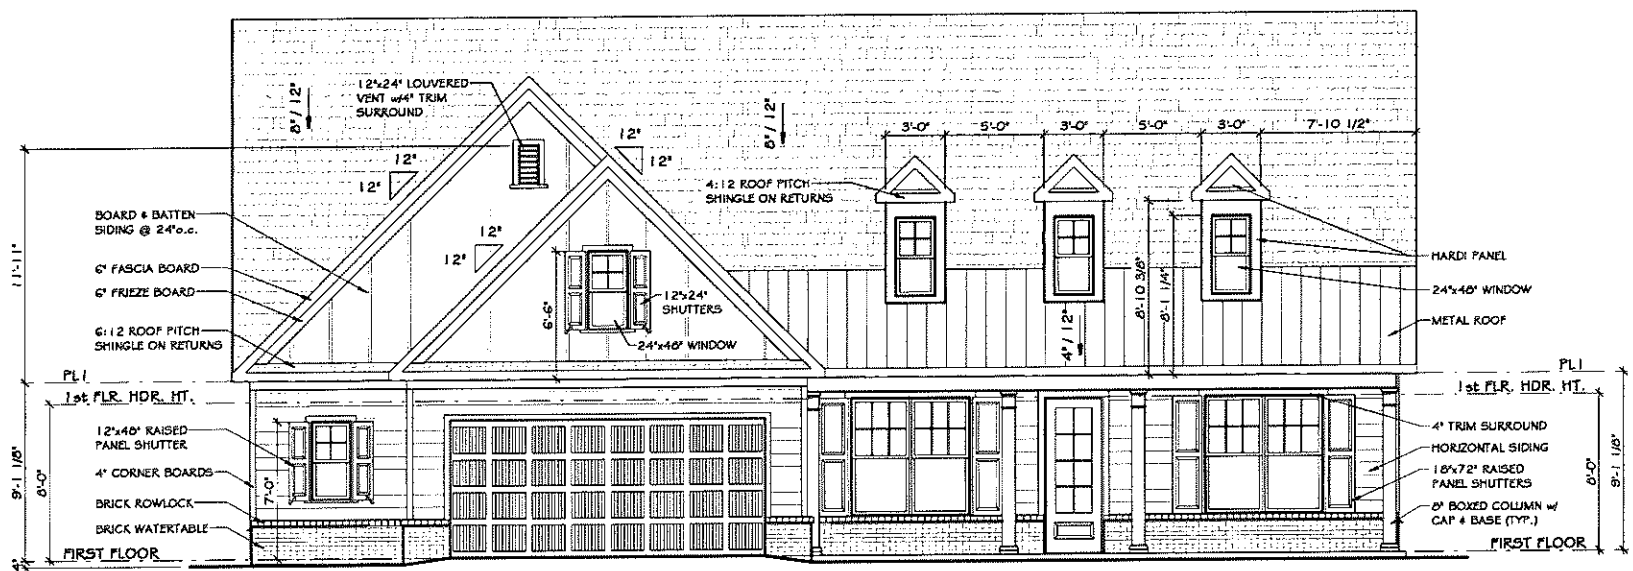 12"x24" LOUVERED
VENT w/4" TRIM
SURROUND
8"/12"
8"/12"
3'-0"
5'-0"
3'-0"
5'-0"
3'-0"
7'-10 1/2"
12"
12"
12"
12"
4:12 ROOF PITCH
SHINGLE ON RETURNS
BOARD & BATTEN
SIDING @ 24"o.c.
12"
12"
11'-11"
6" FASCIA BOARD
6" FRIEZE BOARD
6:12 ROOF PITCH
SHINGLE ON RETURNS
6'-6"
12"x24"
SHUTTERS
24"x48" WINDOW
8'-10 3/8"
8'-1 1/4"
4"/12"
HARDI PANEL
24"x48" WINDOW
METAL ROOF
PL1
PL1
1st FLR. HDR. HT.
1st FLR. HDR. HT.
12"x48" RAISED
PANEL SHUTTER
4" CORNER BOARDS
BRICK ROWLOCK
BRICK WATERTABLE
FIRST FLOOR
9'-1 1/8"
8'-0"
7'-0"
4"
4" TRIM SURROUND
HORIZONTAL SIDING
18"x72" RAISED
PANEL SHUTTERS
8" BOXED COLUMN w/
CAP & BASE (TYP.)
FIRST FLOOR
8'-0"
9'-1 1/8"